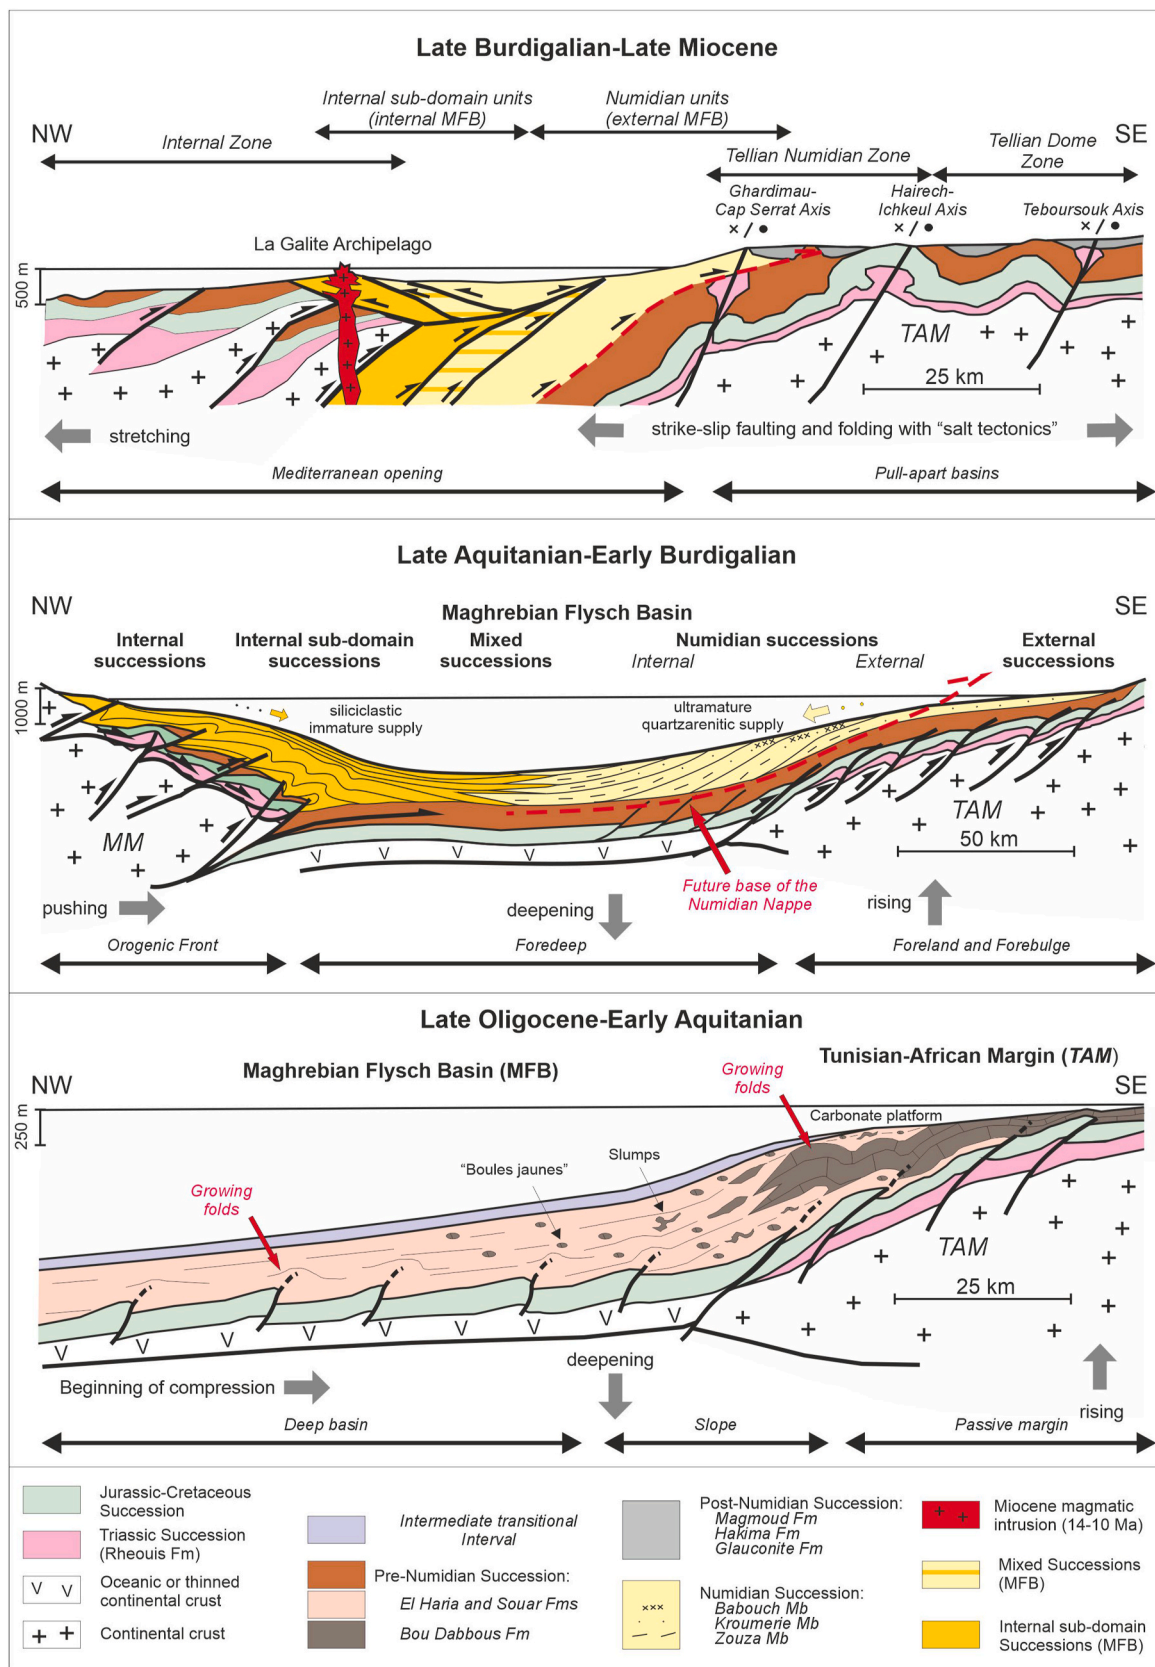 Late Burdigalian-Late Miocene
Internal sub-domain units
(internal MFB)
Numidian units
(external MFB)
NW
SE
Internal Zone
Tellian Numidian Zone
Tellian Dome
Zone
Ghardimau-
Cap Serrat Axis
Hairech-
Ichkeul Axis
Teboursouk Axis
La Galite Archipelago
500 m
TAM
25 km
stretching
strike-slip faulting and folding with “salt tectonics”
Mediterranean opening
Pull-apart basins
Late Aquitanian-Early Burdigalian
NW
SE
Maghrebian Flysch Basin
Internal
successions
Internal sub-domain
successions
Mixed
successions
Numidian successions
Internal
External
External
successions
1000 m
siliciclastic
immature supply
ultramature
quartzarenitic supply
MM
TAM
50 km
Future base of the
Numidian Nappe
pushing
deepening
rising
Orogenic Front
Foredeep
Foreland and Forebulge
Late Oligocene-Early Aquitanian
NW
Maghrebian Flysch Basin (MFB)
Tunisian-African Margin (TAM)
SE
Growing
folds
Carbonate platform
250 m
“Boules jaunes”
Slumps
Growing
folds
TAM
25 km
Beginning of compression
deepening
rising
Deep basin
Slope
Passive margin
Jurassic-Cretaceous
Succession
Triassic Succession
(Rheouis Fm)
Oceanic or thinned
continental crust
Continental crust
Intermediate transitional
Interval
Pre-Numidian Succession:
El Haria and Souar Fms
Bou Dabbous Fm
Post-Numidian Succession:
Magmoud Fm
Hakima Fm
Glauconite Fm
Numidian Succession:
Babouch Mb
Kroumerie Mb
Zouza Mb
Miocene magmatic
intrusion (14-10 Ma)
Mixed Successions
(MFB)
Internal sub-domain
Successions (MFB)